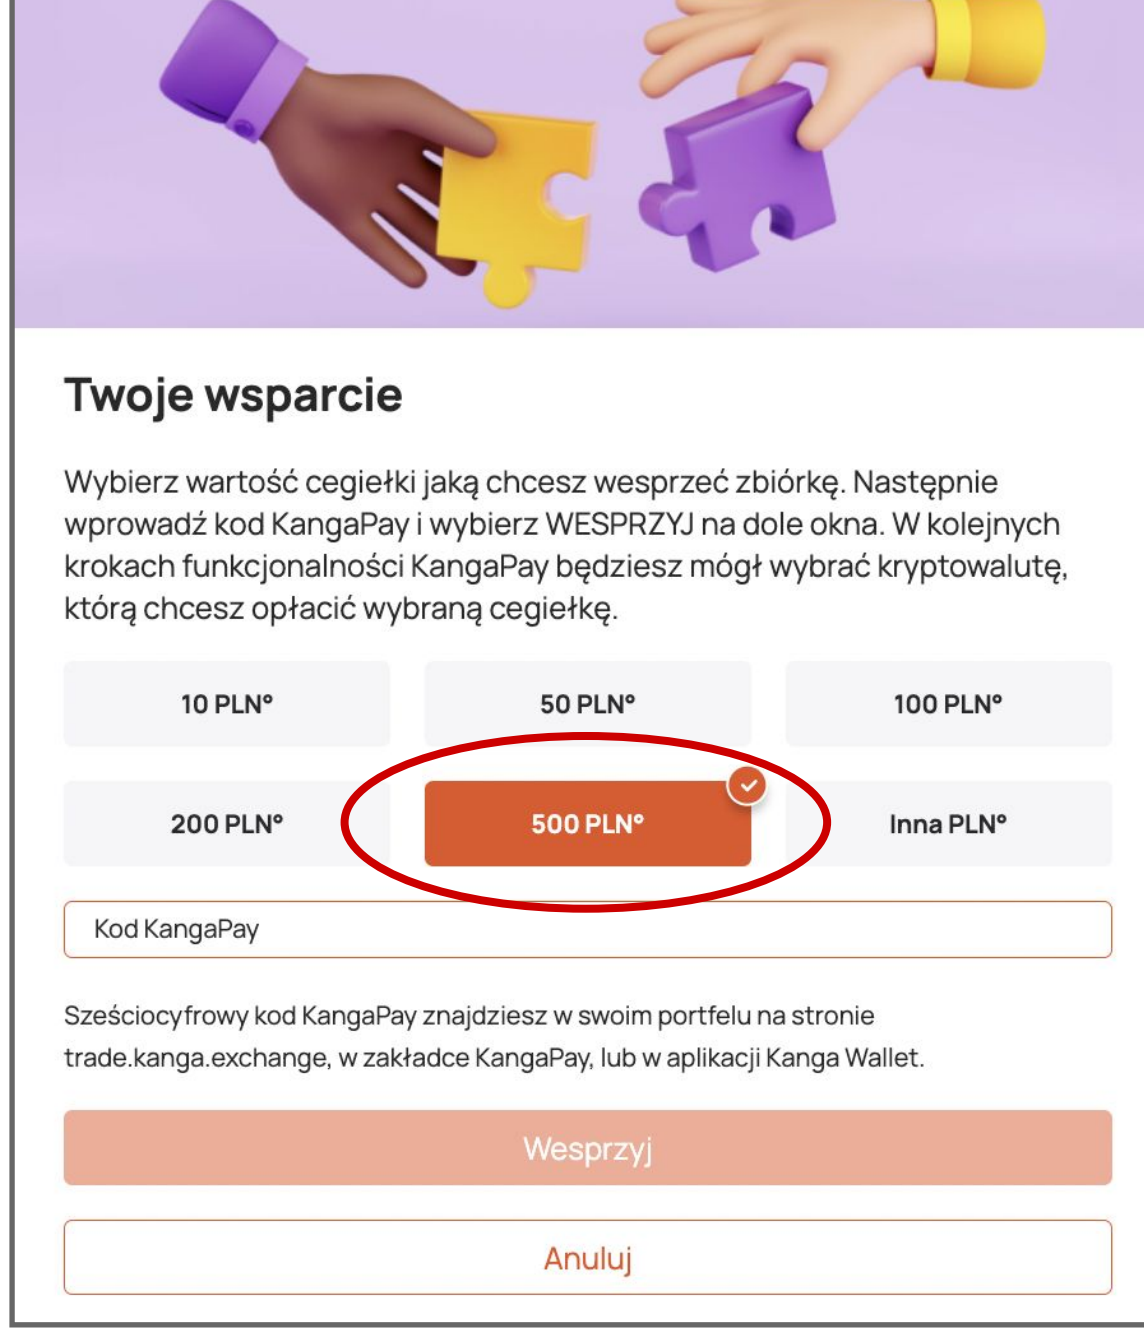 Twoje wsparcie
Wybierz wartość cegiełki jaką chcesz wesprzeć zbiórkę. Następnie
wprowadź kod KangaPay i wybierz WESPRZYJ na dole okna. W kolejnych
krokach funkcjonalności KangaPay będziesz mógł wybrać kryptowalutę,
którą chcesz opłacić wybraną cegiełkę.
10 PLN° 50 PLN° 100 PLN°
200 PLN° 500 PLN° Inna PLN°
Kod KangaPay
Sześciocyfrowy kod KangaPay znajdziesz w swoim portfelu na stronie
trade.kanga.exchange, w zakładce KangaPay, lub w aplikacji Kanga Wallet.
Wesprzyj
Anuluj